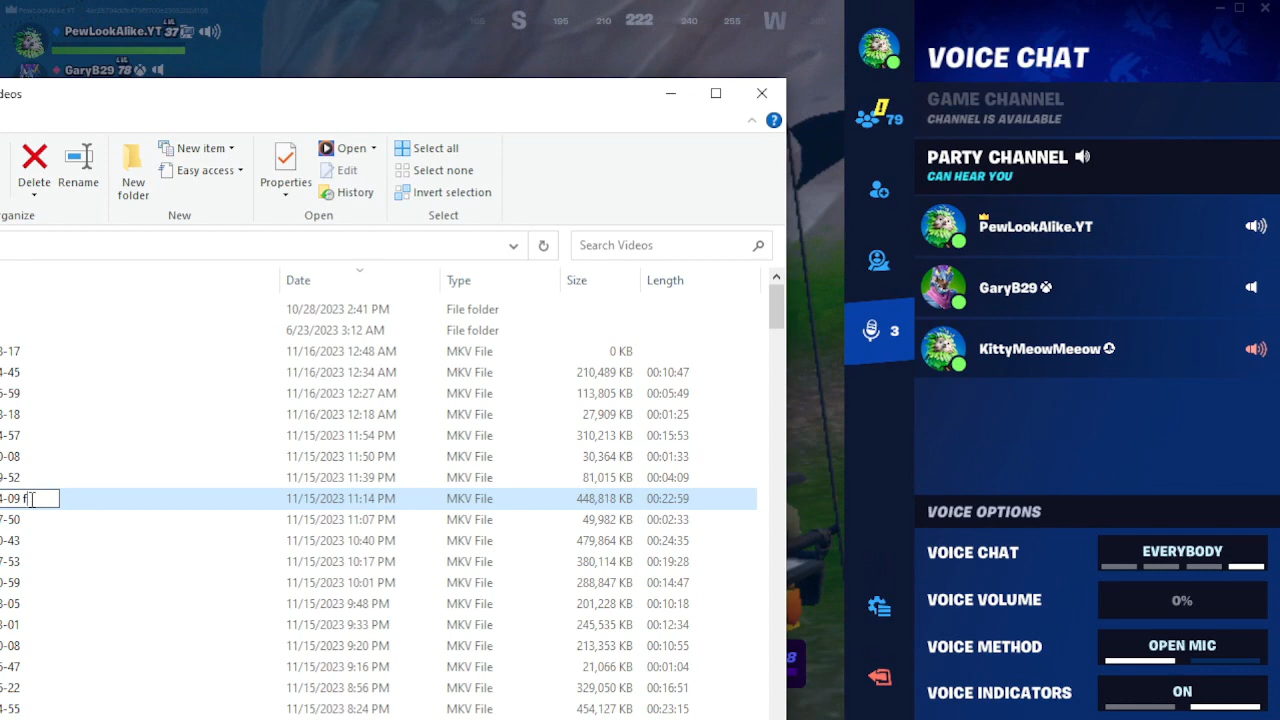 PewLookAlike.YT 37
GaryB29 78
S 195 210 222 240 255 W
deos
Delete
Rename
New folder
New item
Easy access
Properties
Open
Edit
History
Select all
Select none
Invert selection
ganize
New
Open
Select
Search Videos
Date Type Size Length
10/28/2023 2:41 PM File folder
6/23/2023 3:12 AM File folder
3-17 11/16/2023 12:48 AM MKV File 0 KB
4-45 11/16/2023 12:34 AM MKV File 210,489 KB 00:10:47
5-59 11/16/2023 12:27 AM MKV File 113,805 KB 00:05:49
3-18 11/16/2023 12:18 AM MKV File 27,909 KB 00:01:25
4-57 11/15/2023 11:54 PM MKV File 310,213 KB 00:15:53
0-08 11/15/2023 11:50 PM MKV File 30,364 KB 00:01:33
9-52 11/15/2023 11:39 PM MKV File 81,015 KB 00:04:09
4-09 f 11/15/2023 11:14 PM MKV File 448,818 KB 00:22:59
7-50 11/15/2023 11:07 PM MKV File 49,982 KB 00:02:33
0-43 11/15/2023 10:40 PM MKV File 479,864 KB 00:24:35
7-53 11/15/2023 10:17 PM MKV File 380,114 KB 00:19:28
0-59 11/15/2023 10:01 PM MKV File 288,847 KB 00:14:47
3-05 11/15/2023 9:48 PM MKV File 201,228 KB 00:10:18
3-01 11/15/2023 9:33 PM MKV File 245,535 KB 00:12:34
0-08 11/15/2023 9:20 PM MKV File 213,353 KB 00:10:55
5-47 11/15/2023 9:16 PM MKV File 21,066 KB 00:01:04
5-22 11/15/2023 8:56 PM MKV File 329,050 KB 00:16:51
4-55 11/15/2023 8:24 PM MKV File 454,127 KB 00:23:15
8
79
3
VOICE CHAT
GAME CHANNEL
CHANNEL IS AVAILABLE
PARTY CHANNEL
CAN HEAR YOU
PewLookAlike.YT
GaryB29
KittyMeowMeeow
VOICE OPTIONS
VOICE CHAT EVERYBODY
VOICE VOLUME 0%
VOICE METHOD OPEN MIC
VOICE INDICATORS ON